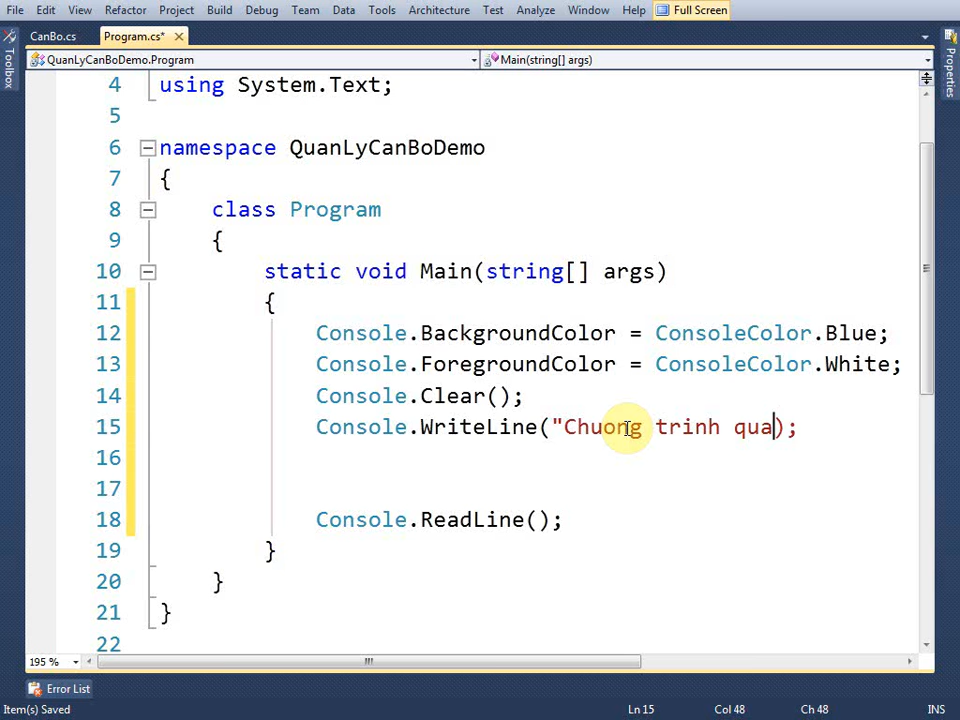 File Edit View Refactor Project Build Debug Team Data Tools Architecture Test Analyze Window Help Full Screen
CanBo.cs Program.cs*
QuanLyCanBoDemo.Program Main(string[] args)
Toolbox
Properties
4 using System.Text;
5
6 namespace QuanLyCanBoDemo
7 {
8 class Program
9 {
10 static void Main(string[] args)
11 {
12 Console.BackgroundColor = ConsoleColor.Blue;
13 Console.ForegroundColor = ConsoleColor.White;
14 Console.Clear();
15 Console.WriteLine("Chuong trinh qua);
16
17
18 Console.ReadLine();
19 }
20 }
21 }
22
195 %
Error List
Item(s) Saved Ln 15 Col 48 Ch 48 INS